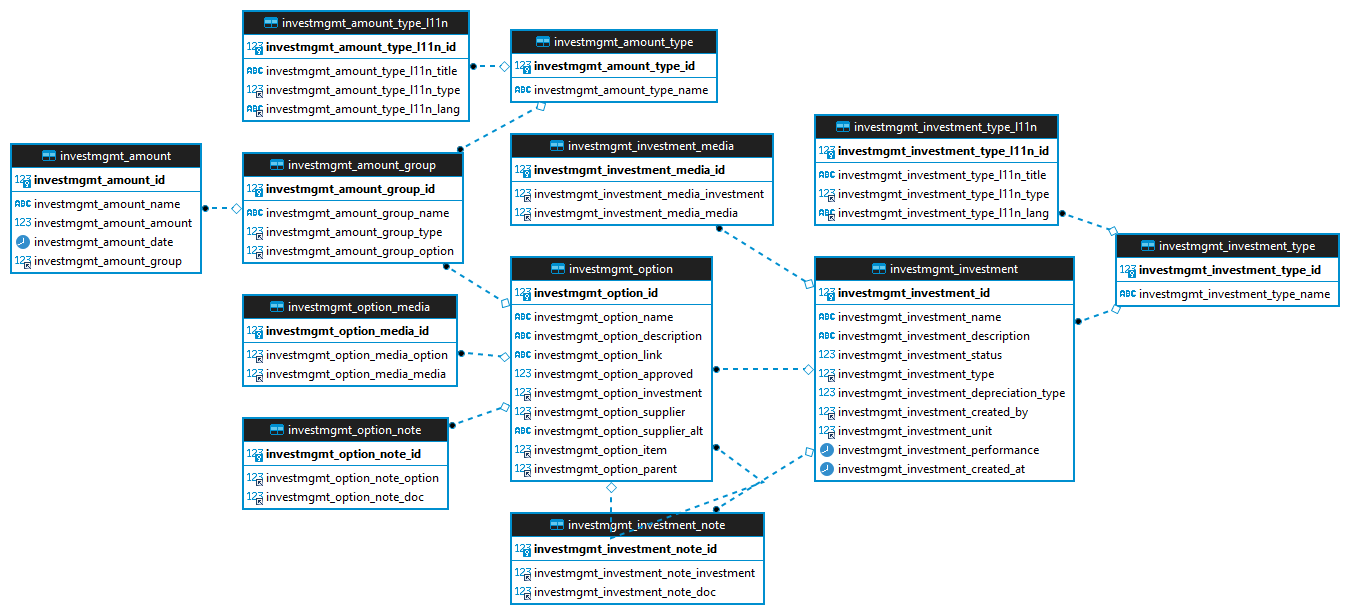 investmgmt_amount_type_l11n
123 investmgmt_amount_type_l11n_id
ABC investmgmt_amount_type_l11n_title
123 investmgmt_amount_type_l11n_type
ABC investmgmt_amount_type_l11n_lang
investmgmt_amount_type
123 investmgmt_amount_type_id
ABC investmgmt_amount_type_name
investmgmt_amount
123 investmgmt_amount_id
ABC investmgmt_amount_name
123 investmgmt_amount_amount
investmgmt_amount_date
123 investmgmt_amount_group
investmgmt_amount_group
123 investmgmt_amount_group_id
ABC investmgmt_amount_group_name
123 investmgmt_amount_group_type
123 investmgmt_amount_group_option
investmgmt_investment_media
123 investmgmt_investment_media_id
123 investmgmt_investment_media_investment
123 investmgmt_investment_media_media
investmgmt_investment_type_l11n
123 investmgmt_investment_type_l11n_id
ABC investmgmt_investment_type_l11n_title
123 investmgmt_investment_type_l11n_type
ABC investmgmt_investment_type_l11n_lang
investmgmt_investment_type
123 investmgmt_investment_type_id
ABC investmgmt_investment_type_name
investmgmt_option_media
123 investmgmt_option_media_id
123 investmgmt_option_media_option
123 investmgmt_option_media_media
investmgmt_option
123 investmgmt_option_id
ABC investmgmt_option_name
ABC investmgmt_option_description
ABC investmgmt_option_link
123 investmgmt_option_approved
123 investmgmt_option_investment
123 investmgmt_option_supplier
ABC investmgmt_option_supplier_alt
123 investmgmt_option_item
123 investmgmt_option_parent
investmgmt_investment
123 investmgmt_investment_id
ABC investmgmt_investment_name
ABC investmgmt_investment_description
123 investmgmt_investment_status
123 investmgmt_investment_type
123 investmgmt_investment_depreciation_type
123 investmgmt_investment_created_by
123 investmgmt_investment_unit
investmgmt_investment_performance
investmgmt_investment_created_at
investmgmt_option_note
123 investmgmt_option_note_id
123 investmgmt_option_note_option
123 investmgmt_option_note_doc
investmgmt_investment_note
123 investmgmt_investment_note_id
123 investmgmt_investment_note_investment
123 investmgmt_investment_note_doc